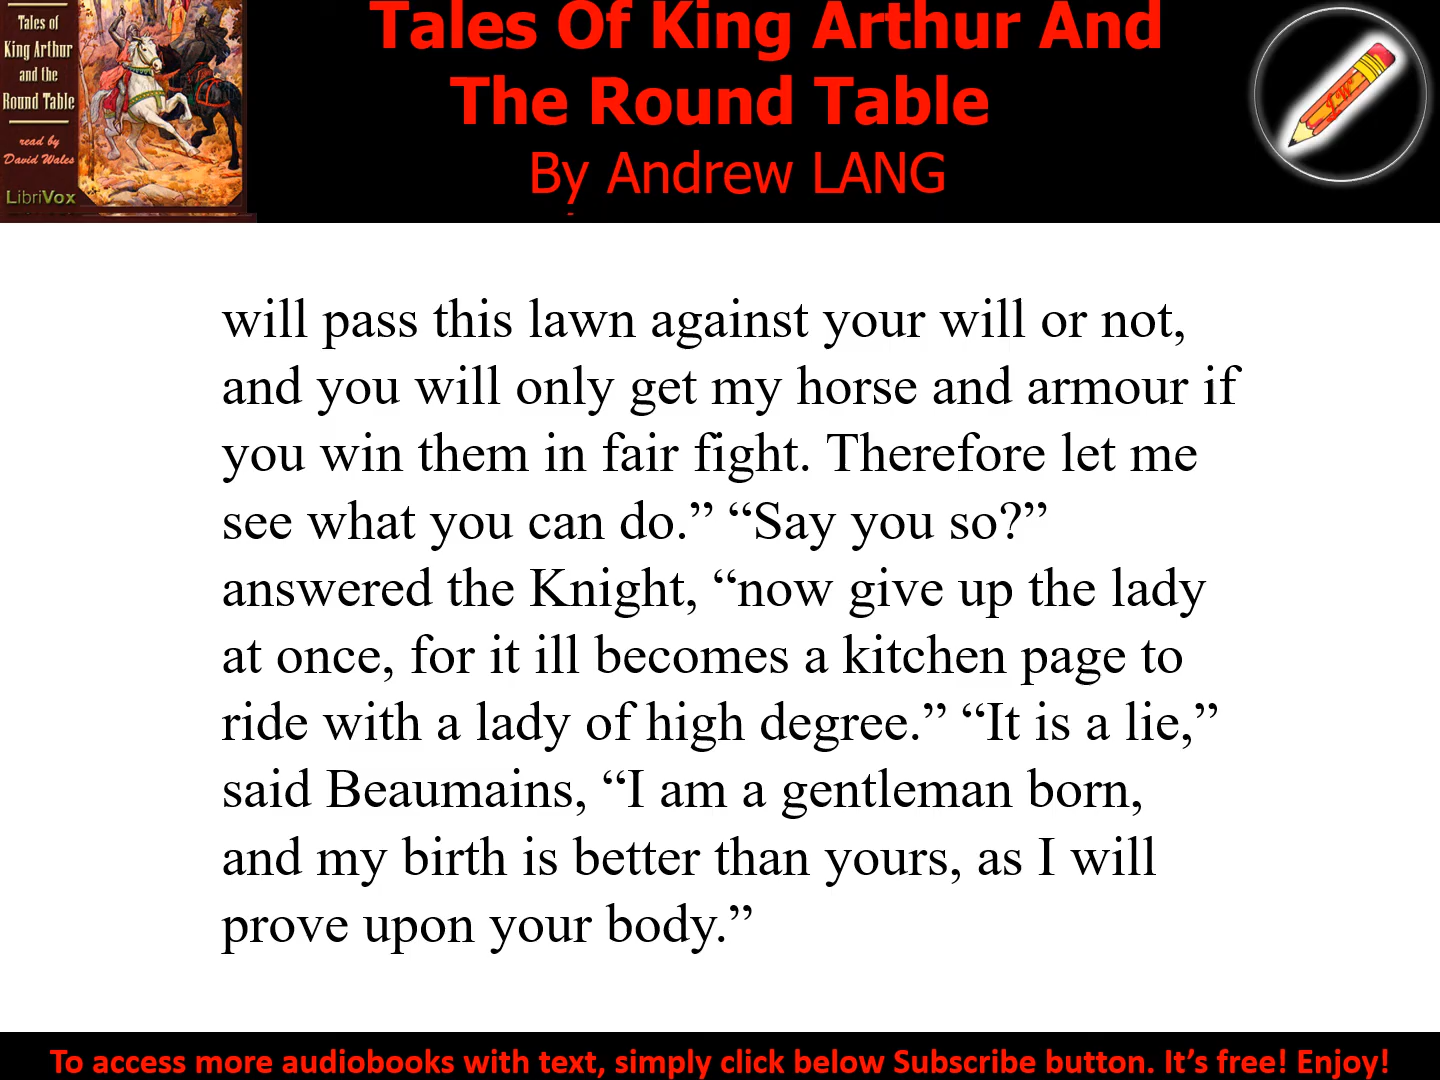 Tales of
King Arthur
and the
Round Table
read by
David Wales
LibriVox
Tales Of King Arthur And
The Round Table
By Andrew LANG
will pass this lawn against your will or not,
and you will only get my horse and armour if
you win them in fair fight. Therefore let me
see what you can do.” “Say you so?”
answered the Knight, “now give up the lady
at once, for it ill becomes a kitchen page to
ride with a lady of high degree.” “It is a lie,”
said Beaumains, “I am a gentleman born,
and my birth is better than yours, as I will
prove upon your body.”
To access more audiobooks with text, simply click below Subscribe button. It’s free! Enjoy!